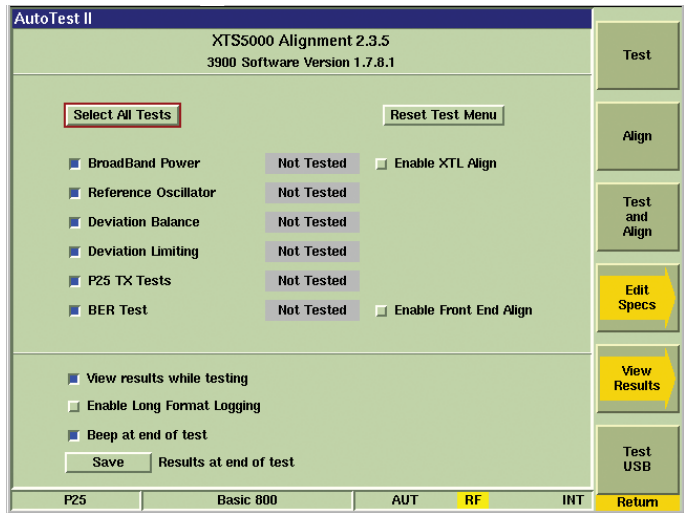 AutoTest II
XTS5000 Alignment 2.3.5
3900 Software Version 1.7.8.1
Select All Tests
Reset Test Menu
BroadBand Power Not Tested Enable XTL Align
Reference Oscillator Not Tested
Deviation Balance Not Tested
Deviation Limiting Not Tested
P25 TX Tests Not Tested
BER Test Not Tested Enable Front End Align
View results while testing
Enable Long Format Logging
Beep at end of test
Save Results at end of test
P25 Basic 800 AUT RF INT
Test
Align
Test
and
Align
Edit
Specs
View
Results
Test
USB
Return